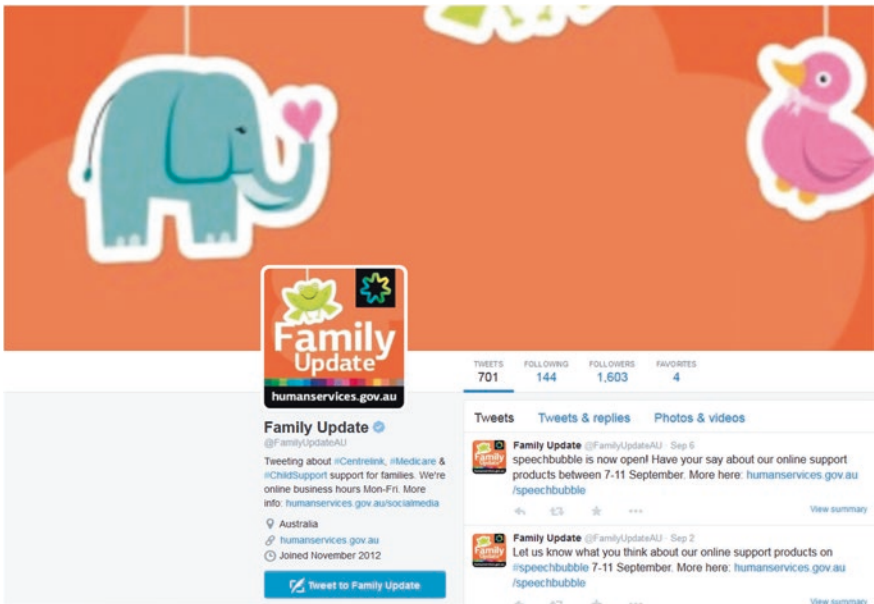 Family
Update
humanservices.gov.au
TWEETS
701
FOLLOWING
144
FOLLOWERS
1,603
FAVORITES
4
Family Update
@FamilyUpdateAU
Tweeting about #Centrelink, #Medicare &
#ChildSupport support for families. We're
online business hours Mon-Fri. More
info: humanservices.gov.au/socialmedia
Australia
humanservices.gov.au
Joined November 2012
Tweet to Family Update
Tweets Tweets & replies Photos & videos
Family Update @FamilyUpdateAU · Sep 6
speechbubble is now open! Have your say about our online support
products between 7-11 September. More here: humanservices.gov.au
/speechbubble
View summary
Family Update @FamilyUpdateAU · Sep 2
Let us know what you think about our online support products on
#speechbubble 7-11 September. More here: humanservices.gov.au
/speechbubble
View summary